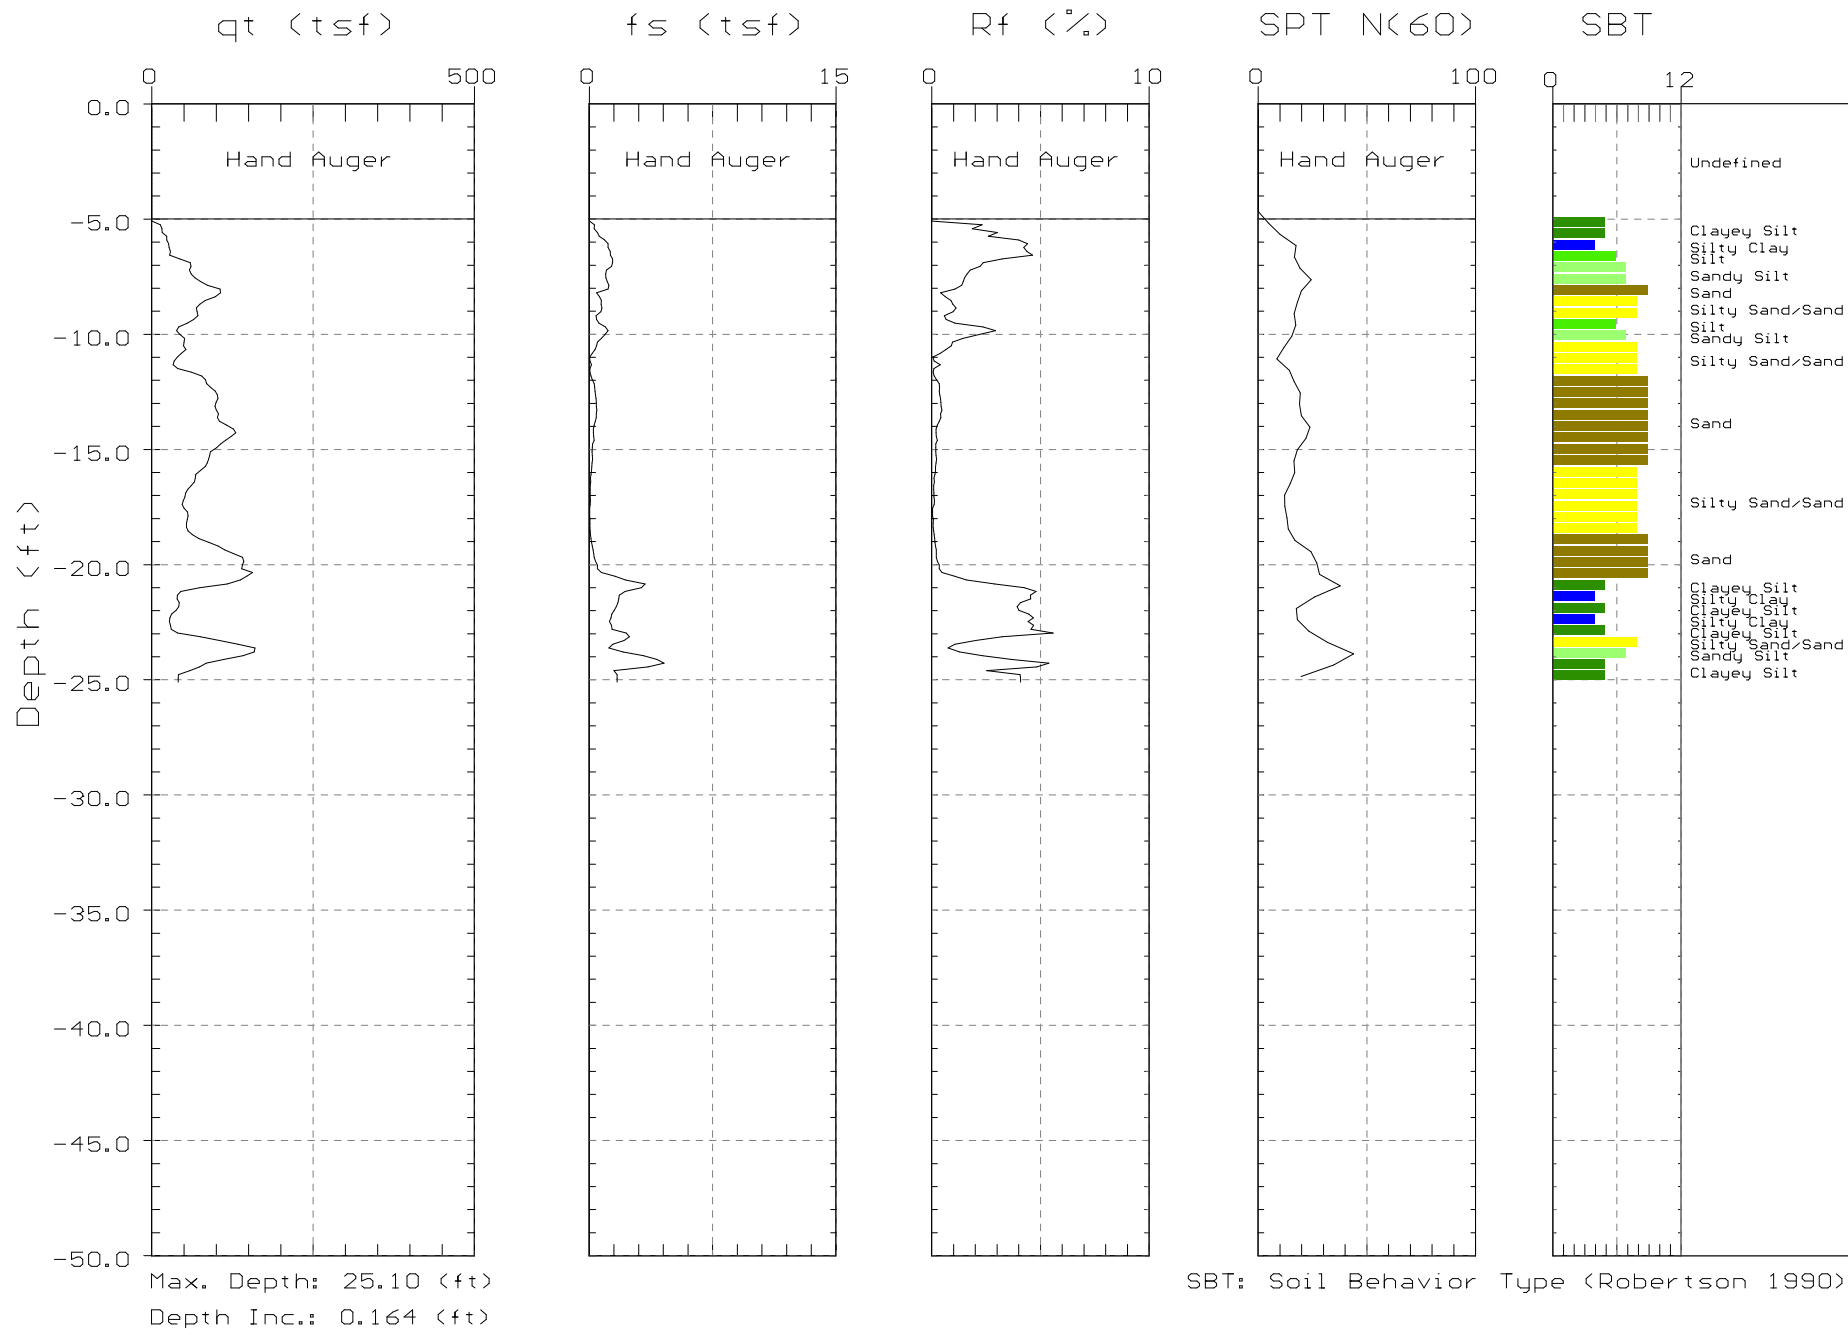 qt (tsf) fs (tsf) Rf (%) SPT N(60) SBT
0 500 0 15 0 10 0 100 0 12
0.0
Hand Auger Hand Auger Hand Auger Hand Auger Undefined
-5.0
Clayey Silt
Silty Clay
Silt
Sandy Silt
Sand
Silty Sand/Sand
Silt
-10.0
Sandy Silt
Silty Sand/Sand
Sand
-15.0
Silty Sand/Sand
Depth (ft)
Sand
-20.0
Clayey Silt
Silty Clay
Clayey Silt
Silty Clay
Clayey Silt
Silty Sand/Sand
Sandy Silt
Clayey Silt
-25.0
-30.0
-35.0
-40.0
-45.0
-50.0
Max. Depth: 25.10 (ft) SBT: Soil Behavior Type (Robertson 1990)
Depth Inc.: 0.164 (ft)